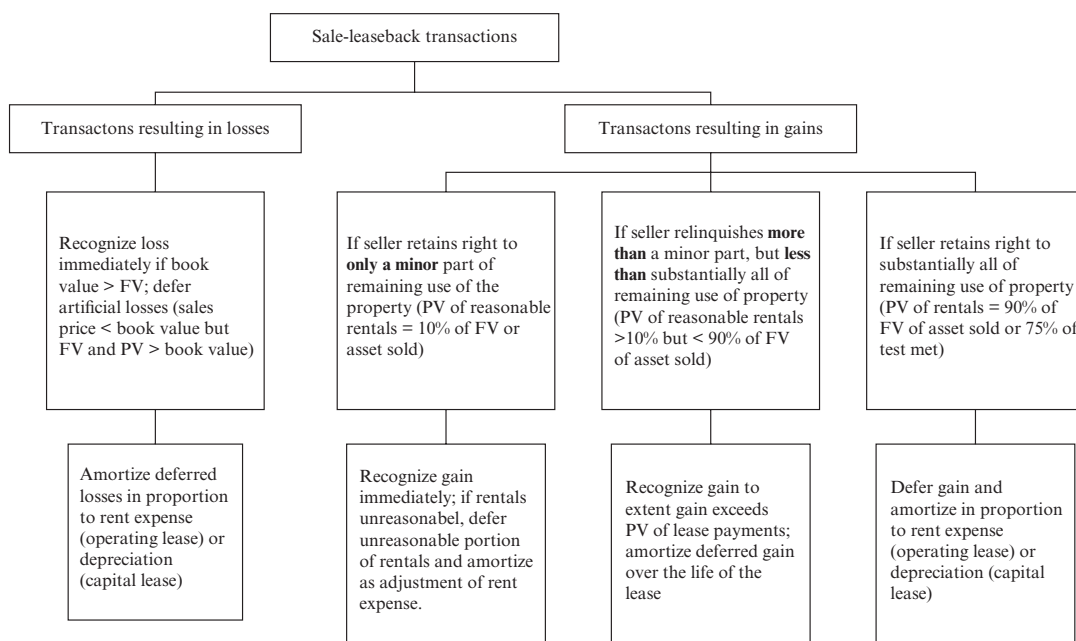 Sale-leaseback transactions
Transactons resulting in losses
Transactons resulting in gains
Recognize loss
immediately if book
value > FV; defer
artificial losses (sales
price < book value but
FV and PV > book value)
If seller retains right to
only a minor part of
remaining use of the
property (PV of reasonable
rentals = 10% of FV or
asset sold)
If seller relinquishes more
than a minor part, but less
than substantially all of
remaining use of property
(PV of reasonable rentals
>10% but < 90% of FV
of asset sold)
If seller retains right to
substantially all of
remaining use of property
(PV of rentals = 90% of
FV of asset sold or 75% of
test met)
Amortize deferred
losses in proportion
to rent expense
(operating lease) or
depreciation
(capital lease)
Recognize gain
immediately; if rentals
unreasonabel, defer
unreasonable portion
of rentals and amortize
as adjustment of rent
expense.
Recognize gain to
extent gain exceeds
PV of lease payments;
amortize deferred gain
over the life of the
lease
Defer gain and
amortize in proportion
to rent expense
(operating lease) or
depreciation (capital
lease)